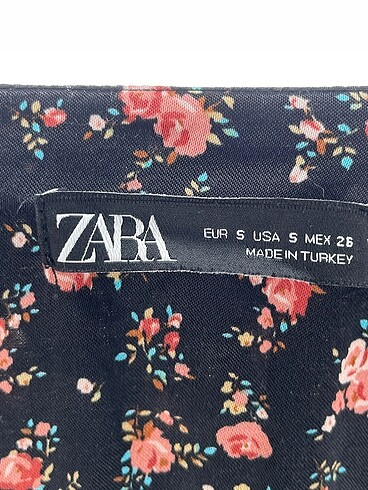 ZARA
EUR S USA S MEX 26
MADE IN TURKEY